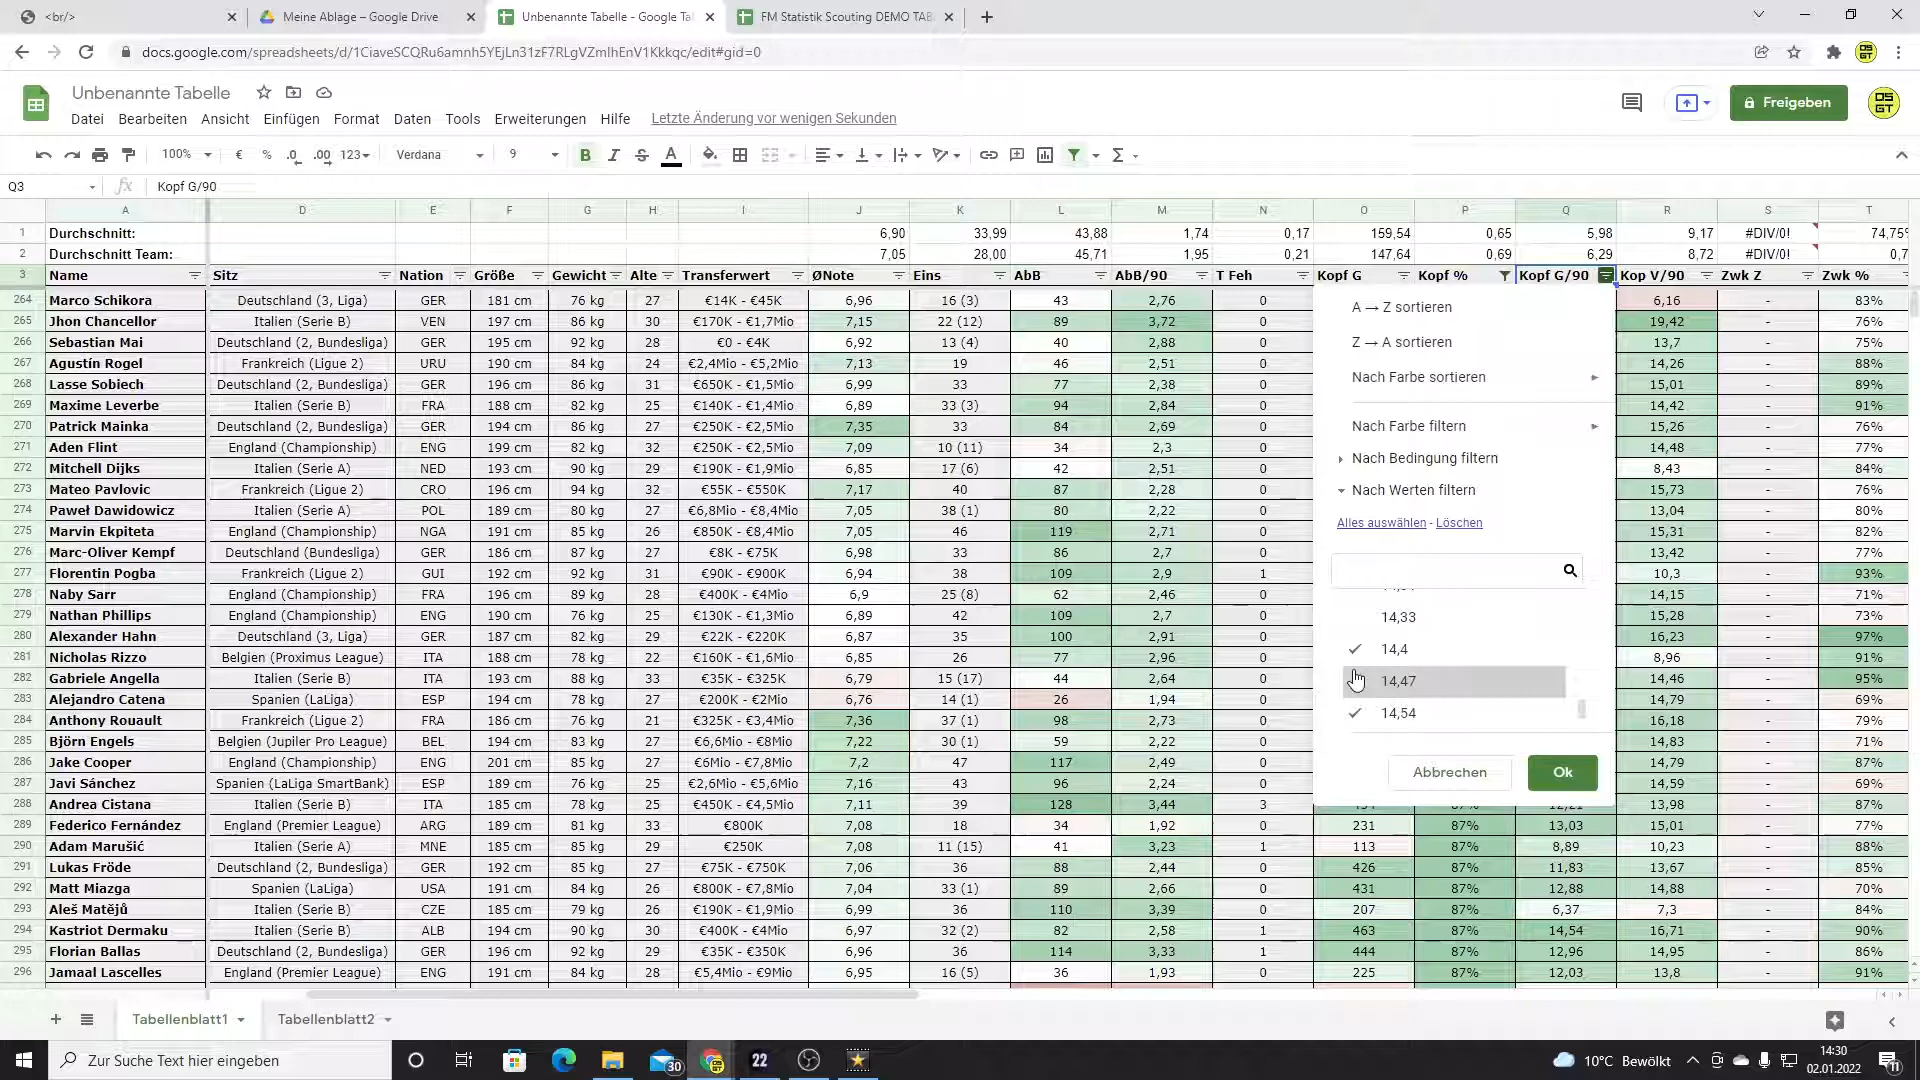 <br/>
Meine Ablage – Google Drive
Unbenannte Tabelle - Google Ta
FM Statistik Scouting DEMO TAB
docs.google.com/spreadsheets/d/1CiaveSCQRu6amnh5YEjLn31zF7RLgVZmIhEnV1Kkkqc/edit#gid=0
Unbenannte Tabelle
Datei Bearbeiten Ansicht Einfügen Format Daten Tools Erweiterungen Hilfe Letzte Änderung vor wenigen Sekunden
Freigeben
100% € % .0 .00 123 Verdana 9 B I S A
Q3 fx Kopf G/90
A D E F G H I J K L M N O P Q R S T
1 Durchschnitt: 6,90 33,99 43,88 1,74 0,17 159,54 0,65 5,98 9,17 #DIV/0! 74,75%
2 Durchschnitt Team: 7,05 28,00 45,71 1,95 0,21 147,64 0,69 6,29 8,72 #DIV/0! 0,7
3 Name Sitz Nation Größe Gewicht Alte Transferwert ØNote Eins AbB AbB/90 T Feh Kopf G Kopf % Kopf G/90 Kop V/90 Zwk Z Zwk %
264 Marco Schikora Deutschland (3, Liga) GER 181 cm 76 kg 27 €14K - €45K 6,96 16 (3) 43 2,76 0 6,16 - 83%
265 Jhon Chancellor Italien (Serie B) VEN 197 cm 86 kg 30 €170K - €1,7Mio 7,15 22 (12) 89 3,72 0 19,42 - 76%
266 Sebastian Mai Deutschland (2, Bundesliga) GER 195 cm 92 kg 28 €0 - €4K 6,92 13 (4) 40 2,88 0 13,7 - 75%
267 Agustín Rogel Frankreich (Ligue 2) URU 190 cm 84 kg 24 €2,4Mio - €5,2Mio 7,13 19 46 2,51 0 14,26 - 88%
268 Lasse Sobiech Deutschland (2, Bundesliga) GER 196 cm 86 kg 31 €650K - €1,5Mio 6,99 33 77 2,38 0 15,01 - 89%
269 Maxime Leverbe Italien (Serie B) FRA 188 cm 82 kg 25 €140K - €1,4Mio 6,89 33 (3) 94 2,84 0 14,42 - 91%
270 Patrick Mainka Deutschland (2, Bundesliga) GER 194 cm 86 kg 27 €250K - €2,5Mio 7,35 33 84 2,69 0 15,26 - 76%
271 Aden Flint England (Championship) ENG 199 cm 82 kg 32 €250K - €2,5Mio 7,09 10 (11) 34 2,3 0 14,48 - 77%
272 Mitchell Dijks Italien (Serie A) NED 193 cm 90 kg 29 €190K - €1,9Mio 6,85 17 (6) 42 2,51 0 8,43 - 84%
273 Mateo Pavlovic Frankreich (Ligue 2) CRO 196 cm 94 kg 32 €55K - €550K 7,17 40 87 2,28 0 15,73 - 76%
274 Paweł Dawidowicz Italien (Serie A) POL 189 cm 80 kg 27 €6,8Mio - €8,4Mio 7,05 38 (1) 80 2,22 0 13,04 - 80%
275 Marvin Ekpiteta England (Championship) NGA 191 cm 85 kg 26 €850K - €8,4Mio 7,05 46 119 2,71 0 15,31 - 82%
276 Marc-Oliver Kempf Deutschland (Bundesliga) GER 186 cm 87 kg 27 €8K - €75K 6,98 33 86 2,7 0 13,42 - 77%
277 Florentin Pogba Frankreich (Ligue 2) GUI 192 cm 92 kg 31 €90K - €900K 6,94 38 109 2,9 1 10,3 - 93%
278 Naby Sarr England (Championship) FRA 196 cm 89 kg 28 €400K - €4Mio 6,9 25 (8) 62 2,46 0 14,15 - 71%
279 Nathan Phillips England (Championship) ENG 190 cm 76 kg 25 €130K - €1,3Mio 6,89 42 109 2,7 0 15,28 - 73%
280 Alexander Hahn Deutschland (3, Liga) GER 187 cm 82 kg 29 €22K - €220K 6,87 35 100 2,91 0 16,23 - 97%
281 Nicholas Rizzo Belgien (Proximus League) ITA 188 cm 78 kg 22 €160K - €1,6Mio 6,85 26 77 2,96 0 8,96 - 91%
282 Gabriele Angella Italien (Serie B) ITA 193 cm 88 kg 33 €35K - €325K 6,79 15 (17) 44 2,64 0 14,46 - 95%
283 Alejandro Catena Spanien (LaLiga) ESP 194 cm 78 kg 27 €200K - €2Mio 6,76 14 (1) 26 1,94 0 14,79 - 69%
284 Anthony Rouault Frankreich (Ligue 2) FRA 186 cm 76 kg 21 €325K - €3,4Mio 7,36 37 (1) 98 2,73 0 16,18 - 79%
285 Björn Engels Belgien (Jupiler Pro League) BEL 194 cm 83 kg 27 €6,6Mio - €8Mio 7,22 30 (1) 59 2,22 0 14,83 - 71%
286 Jake Cooper England (Championship) ENG 201 cm 85 kg 27 €6Mio - €7,8Mio 7,2 47 117 2,49 0 14,79 - 87%
287 Javi Sánchez Spanien (LaLiga SmartBank) ESP 189 cm 76 kg 25 €2,6Mio - €5,6Mio 7,16 43 96 2,24 0 14,59 - 69%
288 Andrea Cistana Italien (Serie B) ITA 185 cm 78 kg 25 €450K - €4,5Mio 7,11 39 128 3,44 3 13,98 - 87%
289 Federico Fernández England (Premier League) ARG 189 cm 81 kg 33 €800K 7,08 18 34 1,92 0 231 87% 13,03 15,01 - 77%
290 Adam Marušić Italien (Serie A) MNE 185 cm 85 kg 29 €250K 7,08 11 (15) 41 3,23 1 113 87% 8,89 10,23 - 88%
291 Lukas Fröde Deutschland (2, Bundesliga) GER 192 cm 85 kg 27 €75K - €750K 7,06 36 88 2,44 0 426 87% 11,83 13,67 - 85%
292 Matt Miazga Spanien (LaLiga) USA 191 cm 84 kg 26 €800K - €7,8Mio 7,04 33 (1) 89 2,66 0 431 87% 12,88 14,88 - 70%
293 Aleš Matějů Italien (Serie B) CZE 185 cm 79 kg 26 €190K - €1,9Mio 6,99 36 110 3,39 0 207 87% 6,37 7,3 - 84%
294 Kastriot Dermaku Italien (Serie B) ALB 194 cm 90 kg 30 €400K - €4Mio 6,97 32 (2) 82 2,58 1 463 87% 14,54 16,71 - 90%
295 Florian Ballas Deutschland (2, Bundesliga) GER 196 cm 92 kg 29 €35K - €350K 6,96 36 114 3,33 1 444 87% 12,96 14,95 - 86%
296 Jamaal Lascelles England (Premier League) ENG 191 cm 84 kg 28 €5,4Mio - €9Mio 6,95 16 (5) 36 1,93 0 225 87% 12,03 13,8 - 91%
A → Z sortieren
Z → A sortieren
Nach Farbe sortieren
Nach Farbe filtern
Nach Bedingung filtern
Nach Werten filtern
Alles auswählen - Löschen
14,33
14,4
14,47
14,54
Abbrechen Ok
Tabellenblatt1 Tabellenblatt2
Zur Suche Text hier eingeben
30
22
10°C Bewölkt
14:30
02.01.2022
11